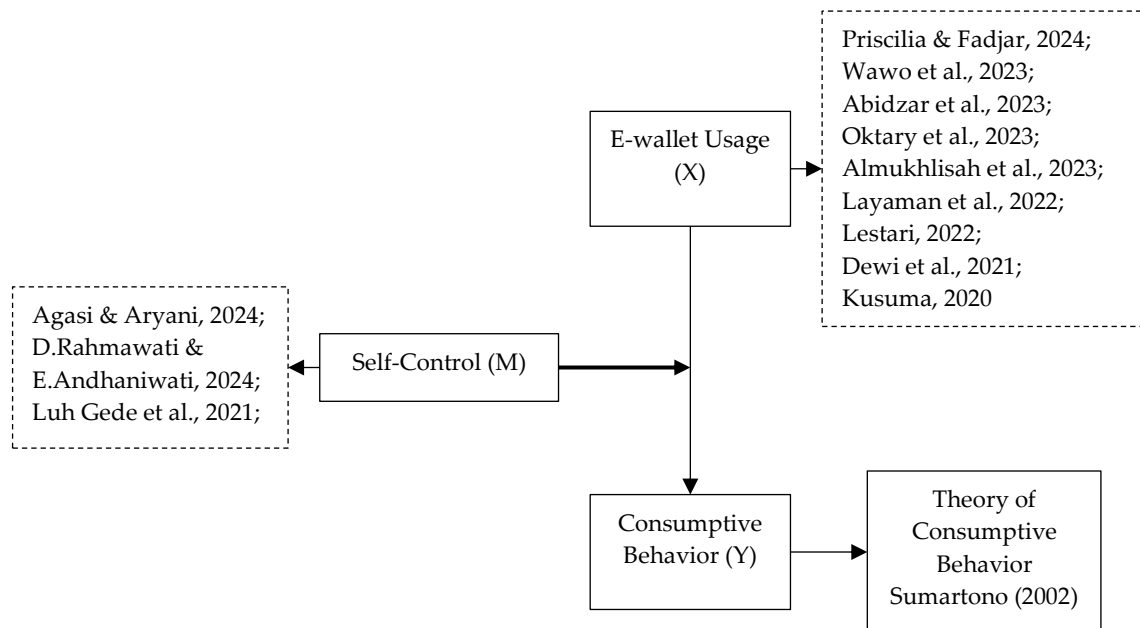 Priscilia & Fadjar, 2024;
Wawo et al., 2023;
Abidzar et al., 2023;
Oktary et al., 2023;
Almukhlisah et al., 2023;
Layaman et al., 2022;
Lestari, 2022;
Dewi et al., 2021;
Kusuma, 2020
E-wallet Usage
(X)
Agasi & Aryani, 2024;
D.Rahmawati &
E.Andhaniwati, 2024;
Luh Gede et al., 2021;
Self-Control (M)
Consumptive
Behavior (Y)
Theory of
Consumptive
Behavior
Sumartono (2002)